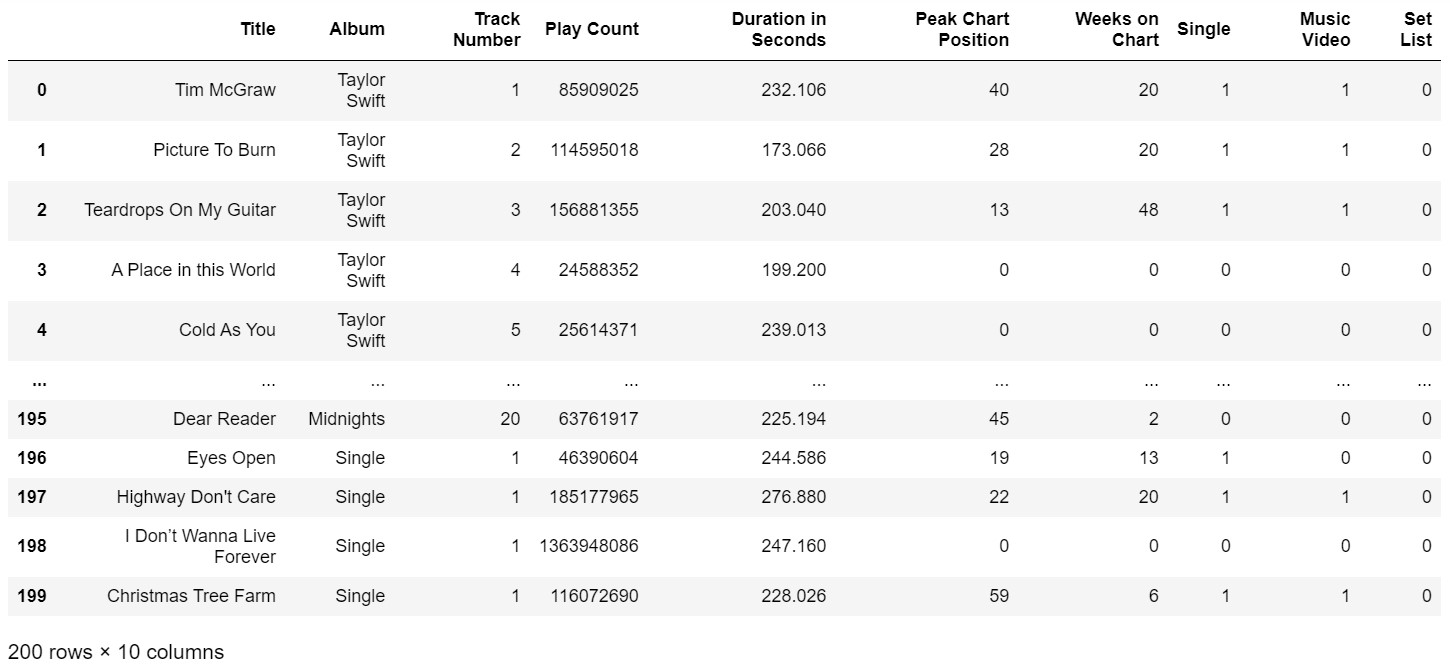 Title Album Track Number Play Count Duration in Seconds Peak Chart Position Weeks on Chart Single Music Video Set List
0 Tim McGraw Taylor Swift 1 85909025 232.106 40 20 1 1 0
1 Picture To Burn Taylor Swift 2 114595018 173.066 28 20 1 1 0
2 Teardrops On My Guitar Taylor Swift 3 156881355 203.040 13 48 1 1 0
3 A Place in this World Taylor Swift 4 24588352 199.200 0 0 0 0 0
4 Cold As You Taylor Swift 5 25614371 239.013 0 0 0 0 0
... ... ... ... ... ... ... ... ... ... ...
195 Dear Reader Midnights 20 63761917 225.194 45 2 0 0 0
196 Eyes Open Single 1 46390604 244.586 19 13 1 0 0
197 Highway Don't Care Single 1 185177965 276.880 22 20 1 1 0
198 I Don’t Wanna Live Forever Single 1 1363948086 247.160 0 0 0 0 0
199 Christmas Tree Farm Single 1 116072690 228.026 59 6 1 1 0
200 rows × 10 columns